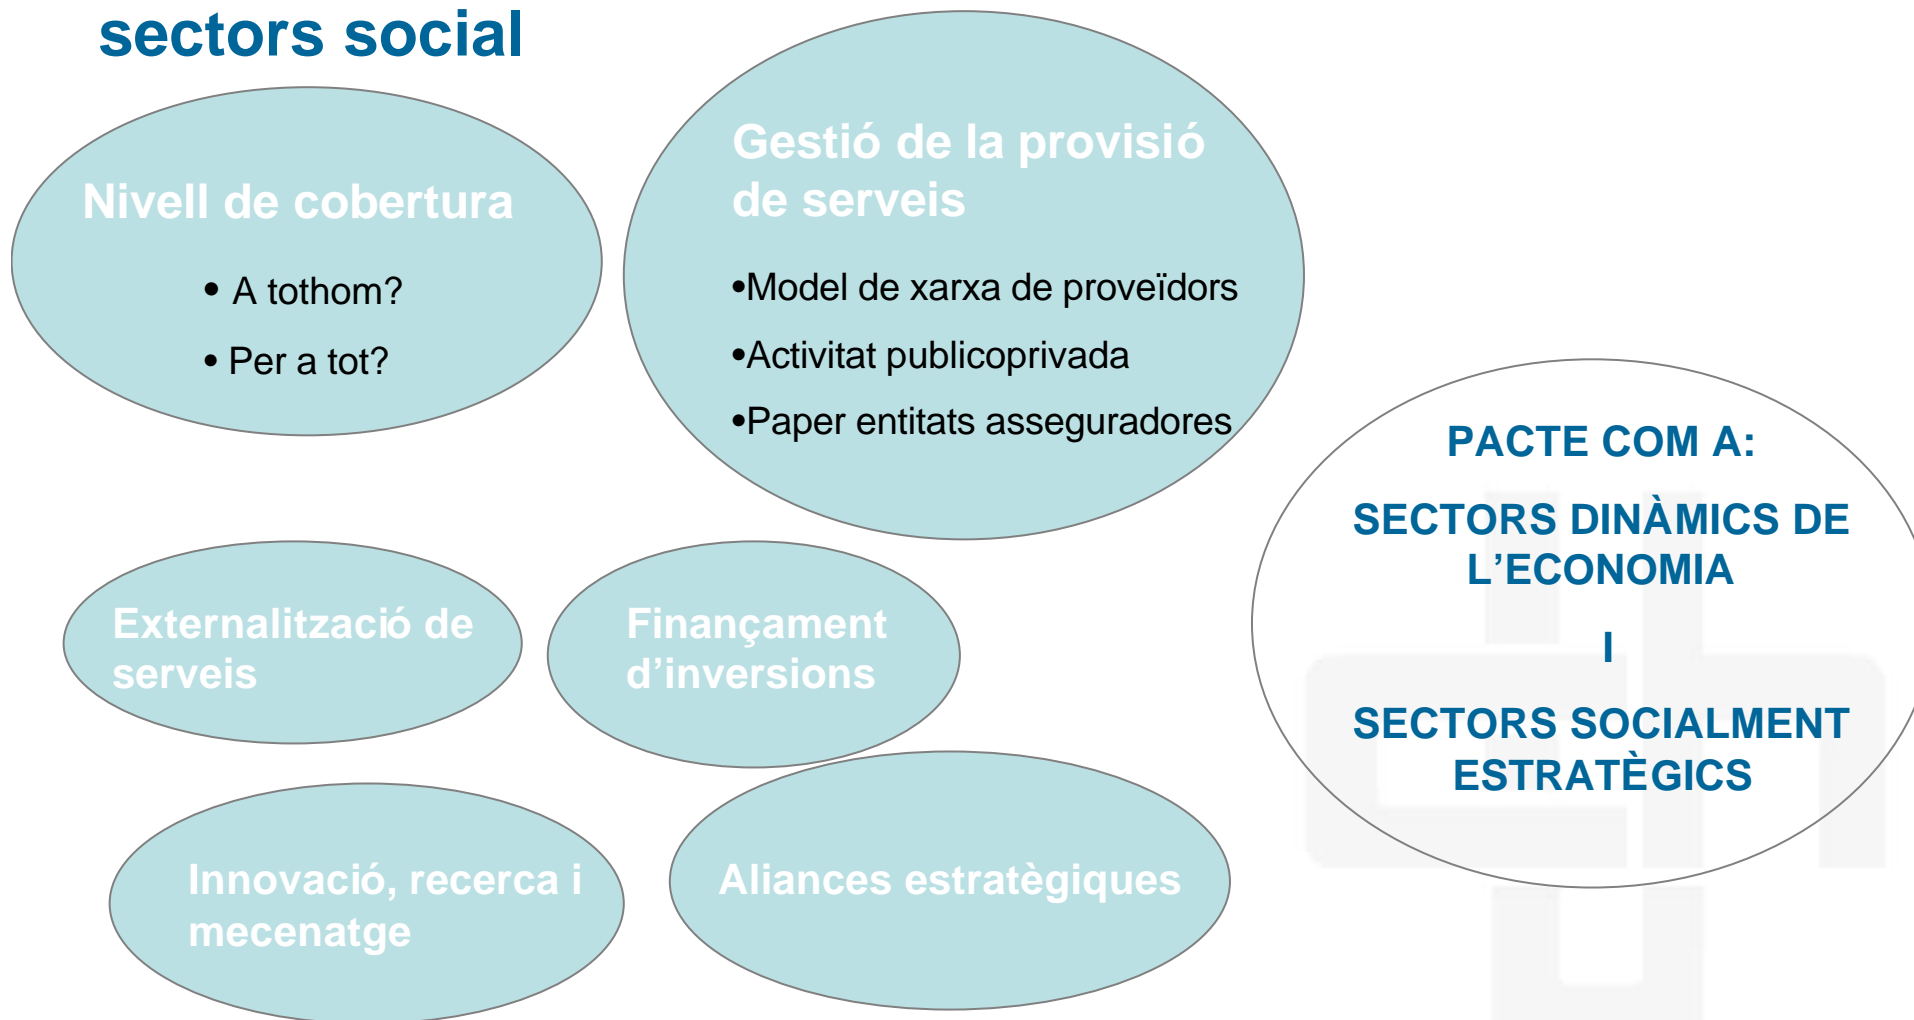 sectors social
Nivell de cobertura
• A tothom?
• Per a tot?
Gestió de la provisió
de serveis
•Model de xarxa de proveïdors
•Activitat publicoprivada
•Paper entitats asseguradores
PACTE COM A:
SECTORS DINÀMICS DE
L’ECONOMIA
I
SECTORS SOCIALMENT
ESTRATÈGICS
Externalització de
serveis
Finançament
d’inversions
Innovació, recerca i
mecenatge
Aliances estratègiques